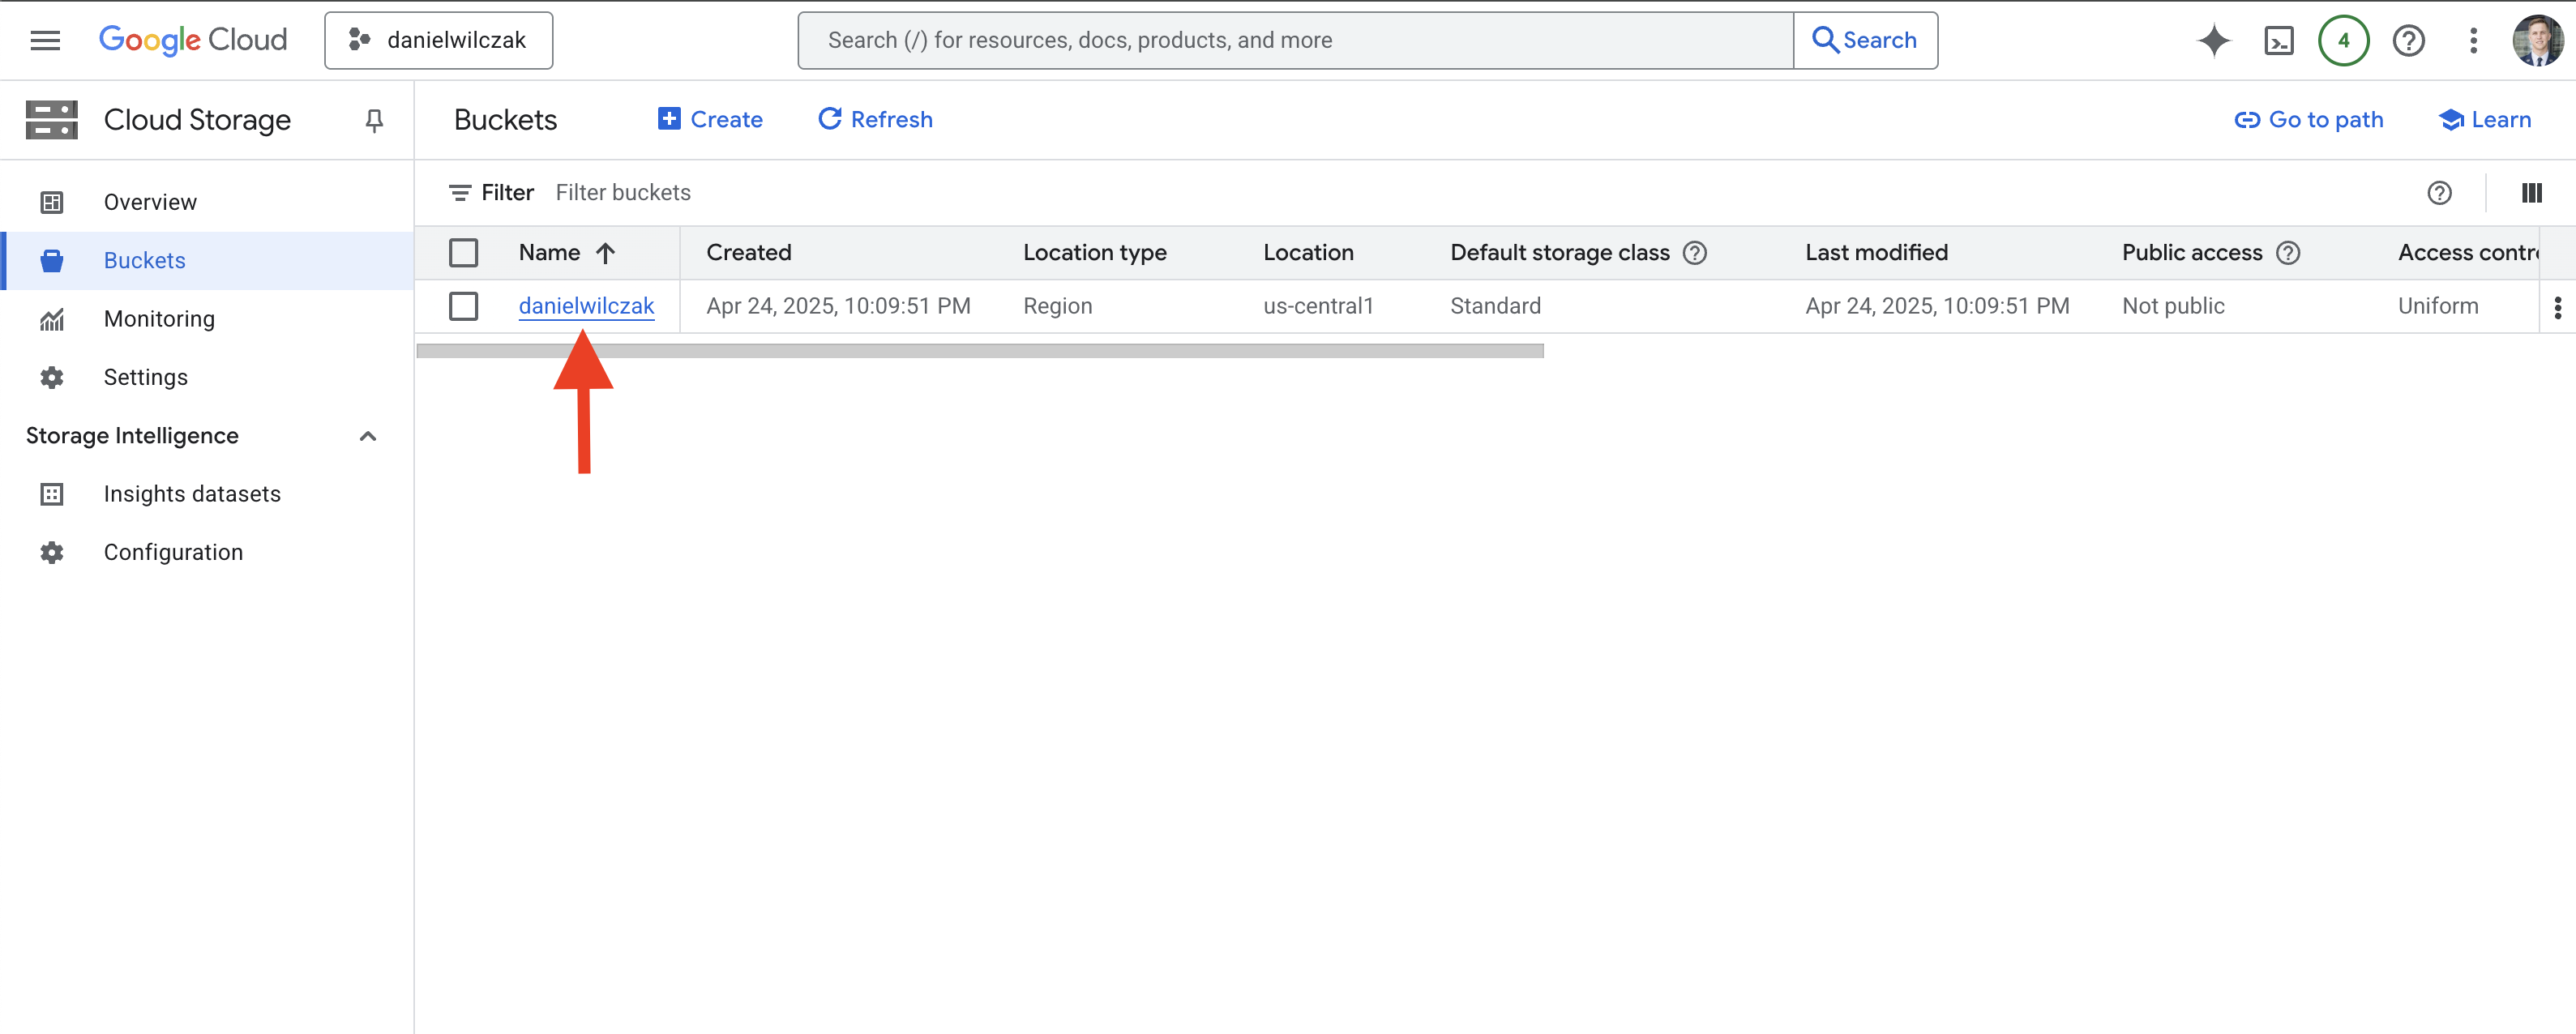 Google Cloud
danielwilczak
Search (/) for resources, docs, products, and more
Search
4
Cloud Storage
Buckets
Create
Refresh
Go to path
Learn
Overview
Buckets
Monitoring
Settings
Storage Intelligence
Insights datasets
Configuration
Filter Filter buckets
Name Created Location type Location Default storage class Last modified Public access Access contro
danielwilczak Apr 24, 2025, 10:09:51 PM Region us-central1 Standard Apr 24, 2025, 10:09:51 PM Not public Uniform